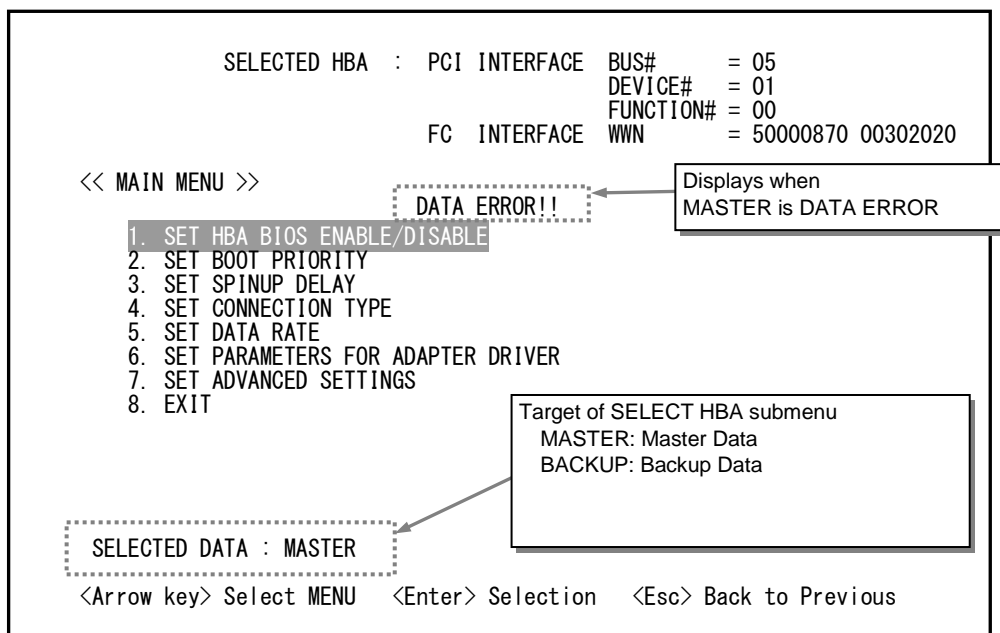 SELECTED HBA : PCI INTERFACE BUS# = 05
DEVICE# = 01
FUNCTION# = 00
FC INTERFACE WWN = 50000870 00302020
<< MAIN MENU >>
DATA ERROR!!
Displays when
MASTER is DATA ERROR
1. SET HBA BIOS ENABLE/DISABLE
2. SET BOOT PRIORITY
3. SET SPINUP DELAY
4. SET CONNECTION TYPE
5. SET DATA RATE
6. SET PARAMETERS FOR ADAPTER DRIVER
7. SET ADVANCED SETTINGS
8. EXIT
Target of SELECT HBA submenu
MASTER: Master Data
BACKUP: Backup Data
SELECTED DATA : MASTER
<Arrow key> Select MENU <Enter> Selection <Esc> Back to Previous